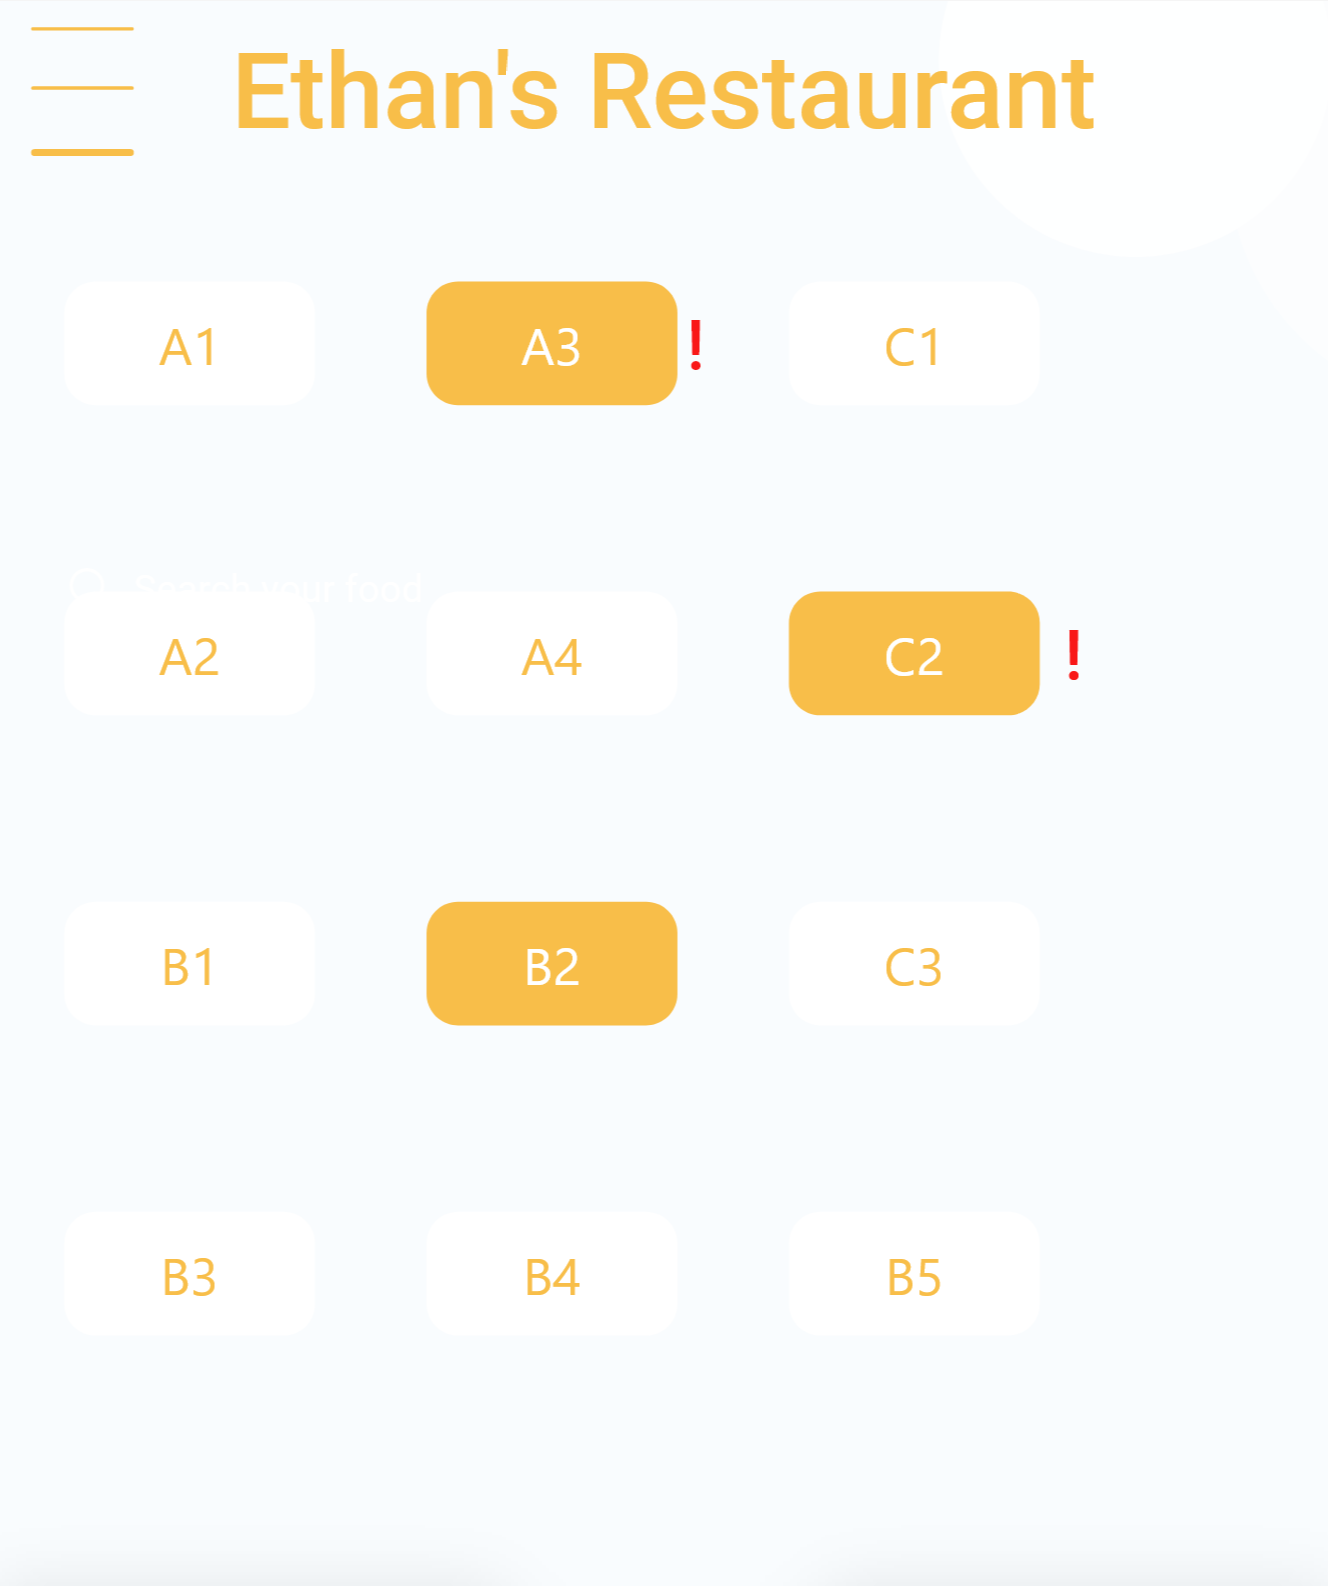 Ethan's Restaurant
A1 A3 ! C1
Search your food
A2 A4 C2 !
B1 B2 C3
B3 B4 B5